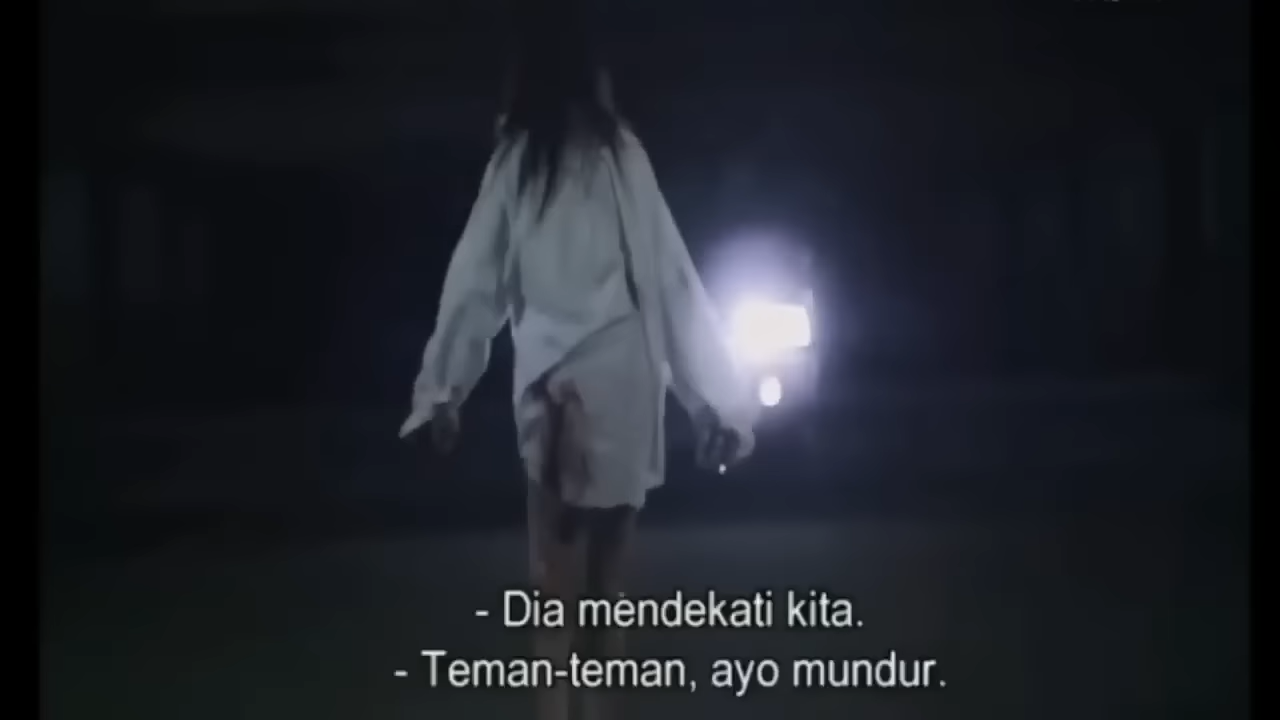 - Dia mendekati kita.
- Teman-teman, ayo mundur.